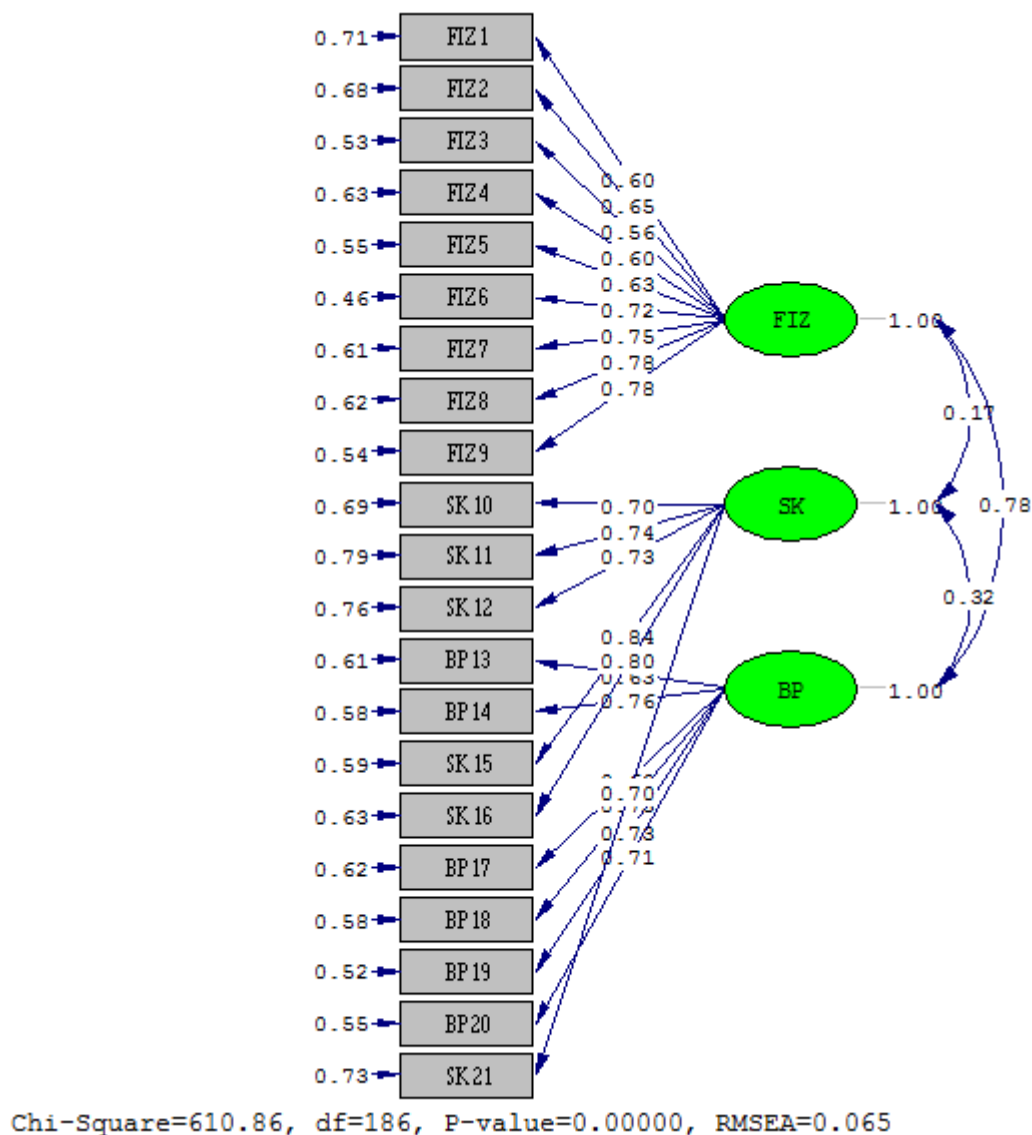 0.71 FIZ1
0.68 FIZ2
0.53 FIZ3
0.63 FIZ4
0.55 FIZ5
0.46 FIZ6
0.61 FIZ7
0.62 FIZ8
0.54 FIZ9
0.69 SK10
0.79 SK11
0.76 SK12
0.61 BP13
0.58 BP14
0.59 SK15
0.63 SK16
0.62 BP17
0.58 BP18
0.52 BP19
0.55 BP20
0.73 SK21
0.60
0.65
0.56
0.60
0.63
0.72
0.75
0.78
0.78
0.70
0.74
0.73
0.84
0.80
0.63
0.76
0.70
0.73
0.71
FIZ 1.00
SK 1.00
BP 1.00
0.17
0.78
0.32
Chi-Square=610.86, df=186, P-value=0.00000, RMSEA=0.065